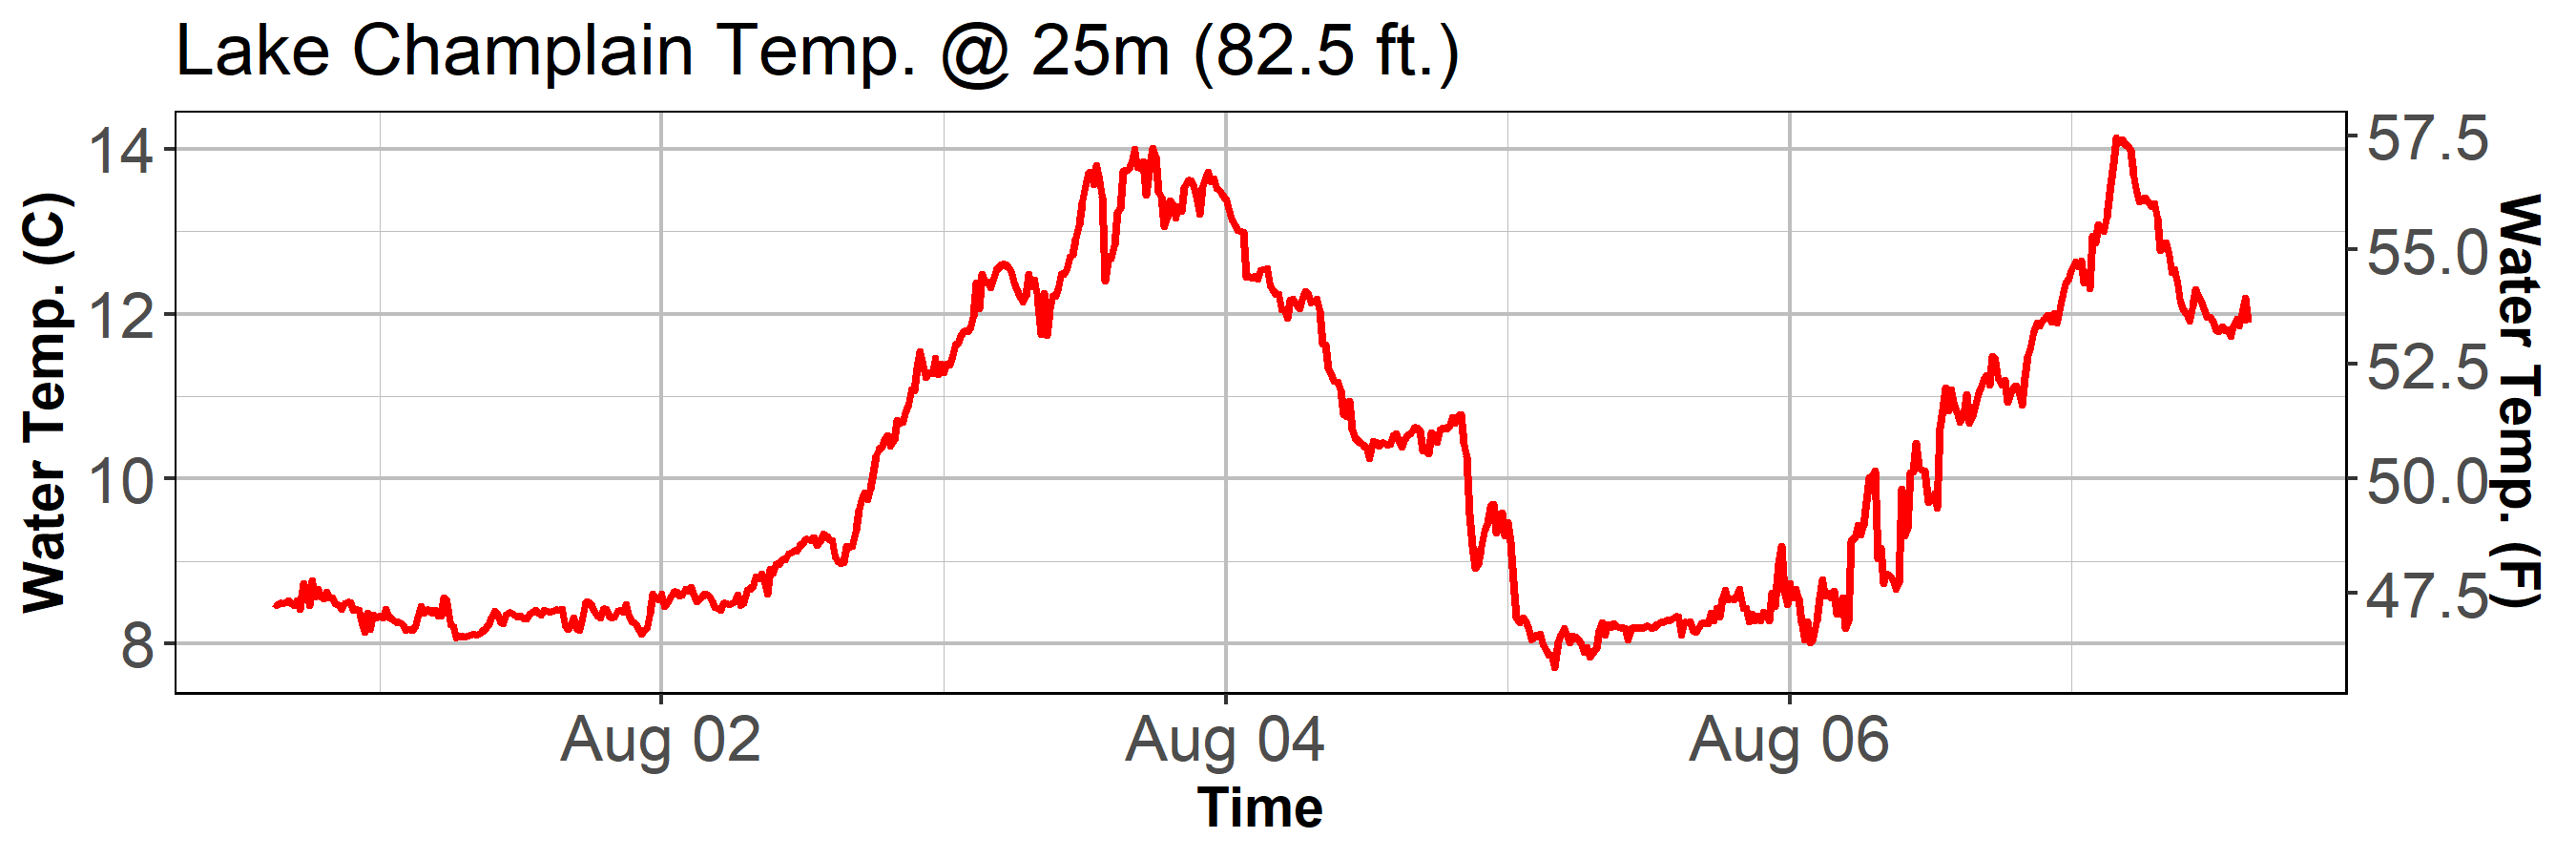 Lake Champlain Temp. @ 25m (82.5 ft.)
Water Temp. (C)
14
12
10
8
57.5
55.0
52.5
50.0
47.5
Water Temp. (F)
Aug 02 Aug 04 Aug 06
Time